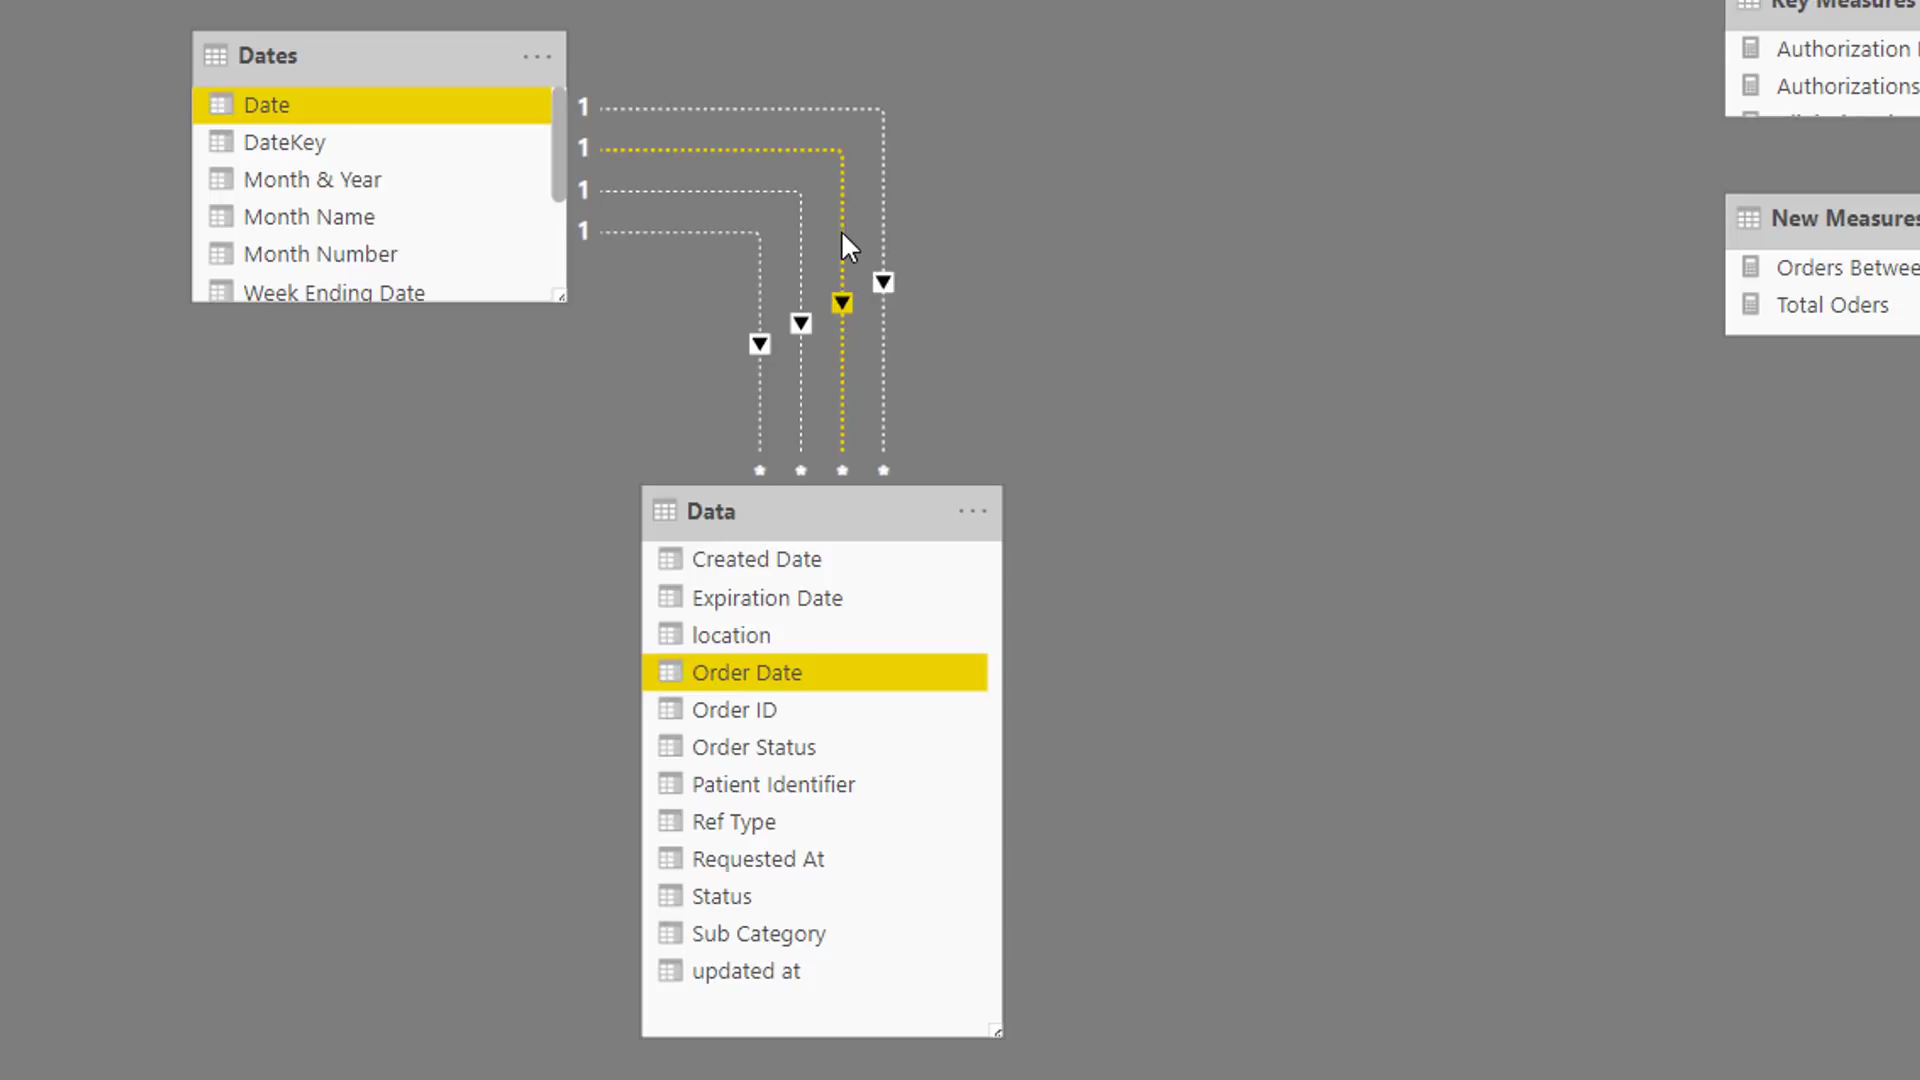 Dates
...
Date
DateKey
Month & Year
Month Name
Month Number
Week Ending Date
1
1
1
1
* * * *
Data
...
Created Date
Expiration Date
location
Order Date
Order ID
Order Status
Patient Identifier
Ref Type
Requested At
Status
Sub Category
updated at
Key Measures
Authorization
Authorizations
New Measures
Orders Betwee
Total Oders